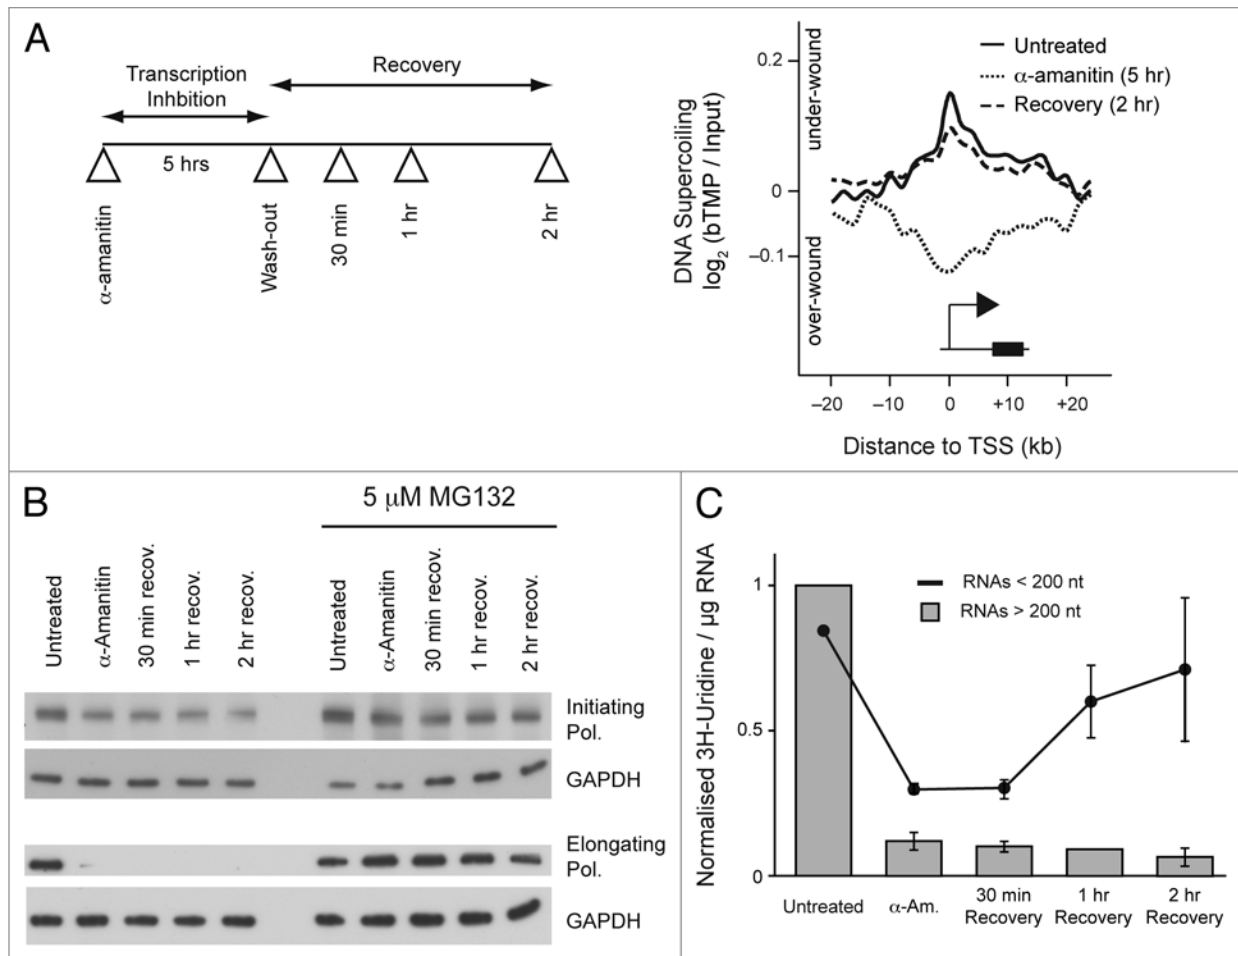 A
Transcription
Inhbition
Recovery
5 hrs
α-amanitin
Wash-out
30 min
1 hr
2 hr
DNA Supercoiling
log2 (bTMP / Input)
under-wound
over-wound
0.2
0
–0.1
Untreated
α-amanitin (5 hr)
Recovery (2 hr)
–20
–10
0
+10
+20
Distance to TSS (kb)
B
5 μM MG132
Untreated
α-Amanitin
30 min recov.
1 hr recov.
2 hr recov.
Untreated
α-Amanitin
30 min recov.
1 hr recov.
2 hr recov.
Initiating
Pol.
GAPDH
Elongating
Pol.
GAPDH
C
Normalised 3H-Uridine / μg RNA
1
0.5
0
RNAs < 200 nt
RNAs > 200 nt
Untreated
α-Am.
30 min
Recovery
1 hr
Recovery
2 hr
Recovery